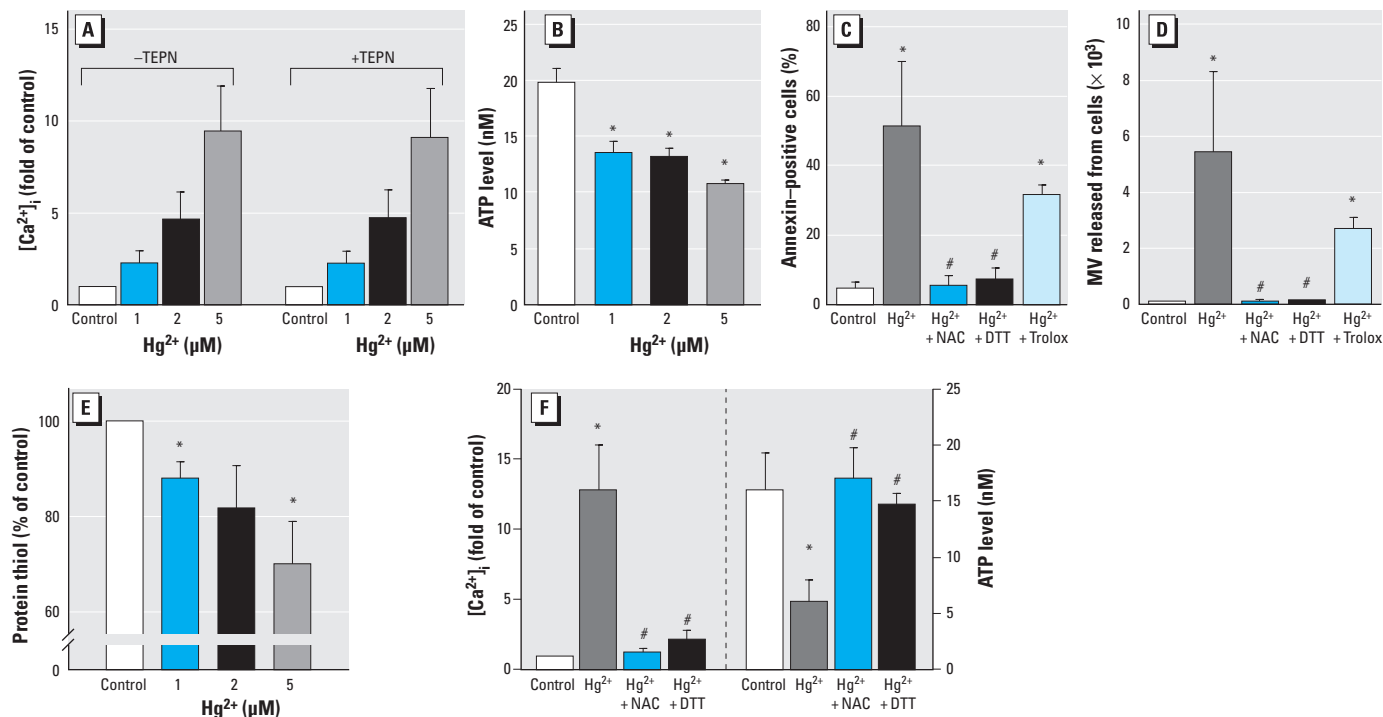 A
[Ca²⁺]ᵢ (fold of control)
15
10
5
0
–TEPN
+TEPN
Control 1 2 5 Control 1 2 5
Hg²⁺ (µM) Hg²⁺ (µM)
B
ATP level (nM)
25
20
15
10
5
0
* * *
Control 1 2 5
Hg²⁺ (µM)
C
Annexin–positive cells (%)
80
60
40
20
0
* # # *
Control Hg²⁺ Hg²⁺ Hg²⁺ Hg²⁺
+ NAC + DTT + Trolox
D
MV released from cells (× 10³)
10
8
6
4
2
0
* # # *
Control Hg²⁺ Hg²⁺ Hg²⁺ Hg²⁺
+ NAC + DTT + Trolox
E
Protein thiol (% of control)
100
80
60
0
* *
Control 1 2 5
Hg²⁺ (µM)
F
[Ca²⁺]ᵢ (fold of control)
20
15
10
5
0
* # # * # #
25
20
15
10
5
0
ATP level (nM)
Control Hg²⁺ Hg²⁺ Hg²⁺ Control Hg²⁺ Hg²⁺ Hg²⁺
+ NAC + DTT + NAC + DTT